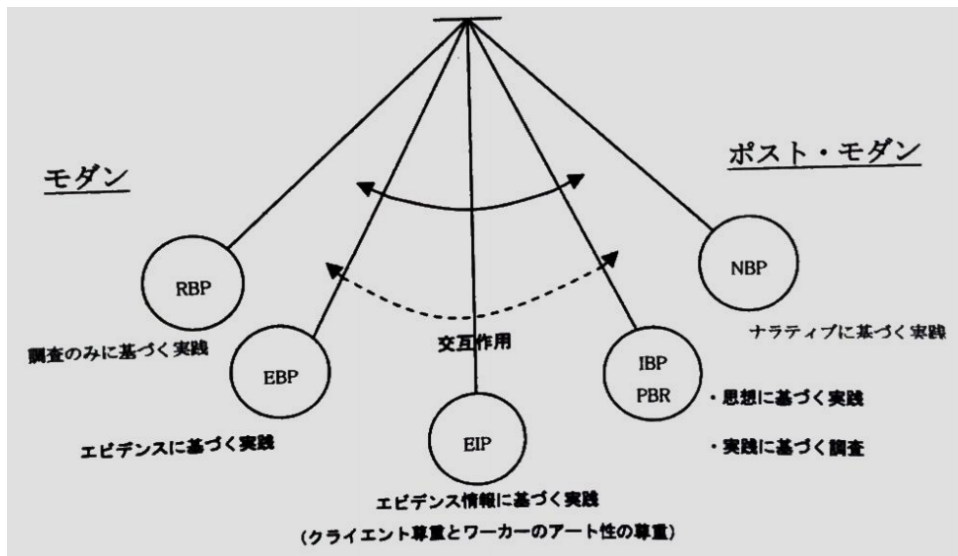 モダン
ポスト・モダン
RBP
調査のみに基づく実践
EBP
エビデンスに基づく実践
交互作用
EIP
エビデンス情報に基づく実践
(クライエント尊重とワーカーのアート性の尊重)
IBP
PBR
・思想に基づく実践
・実践に基づく調査
NBP
ナラティブに基づく実践